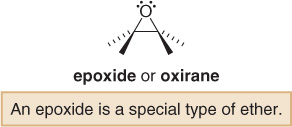 O
epoxide or oxirane
An epoxide is a special type of ether.